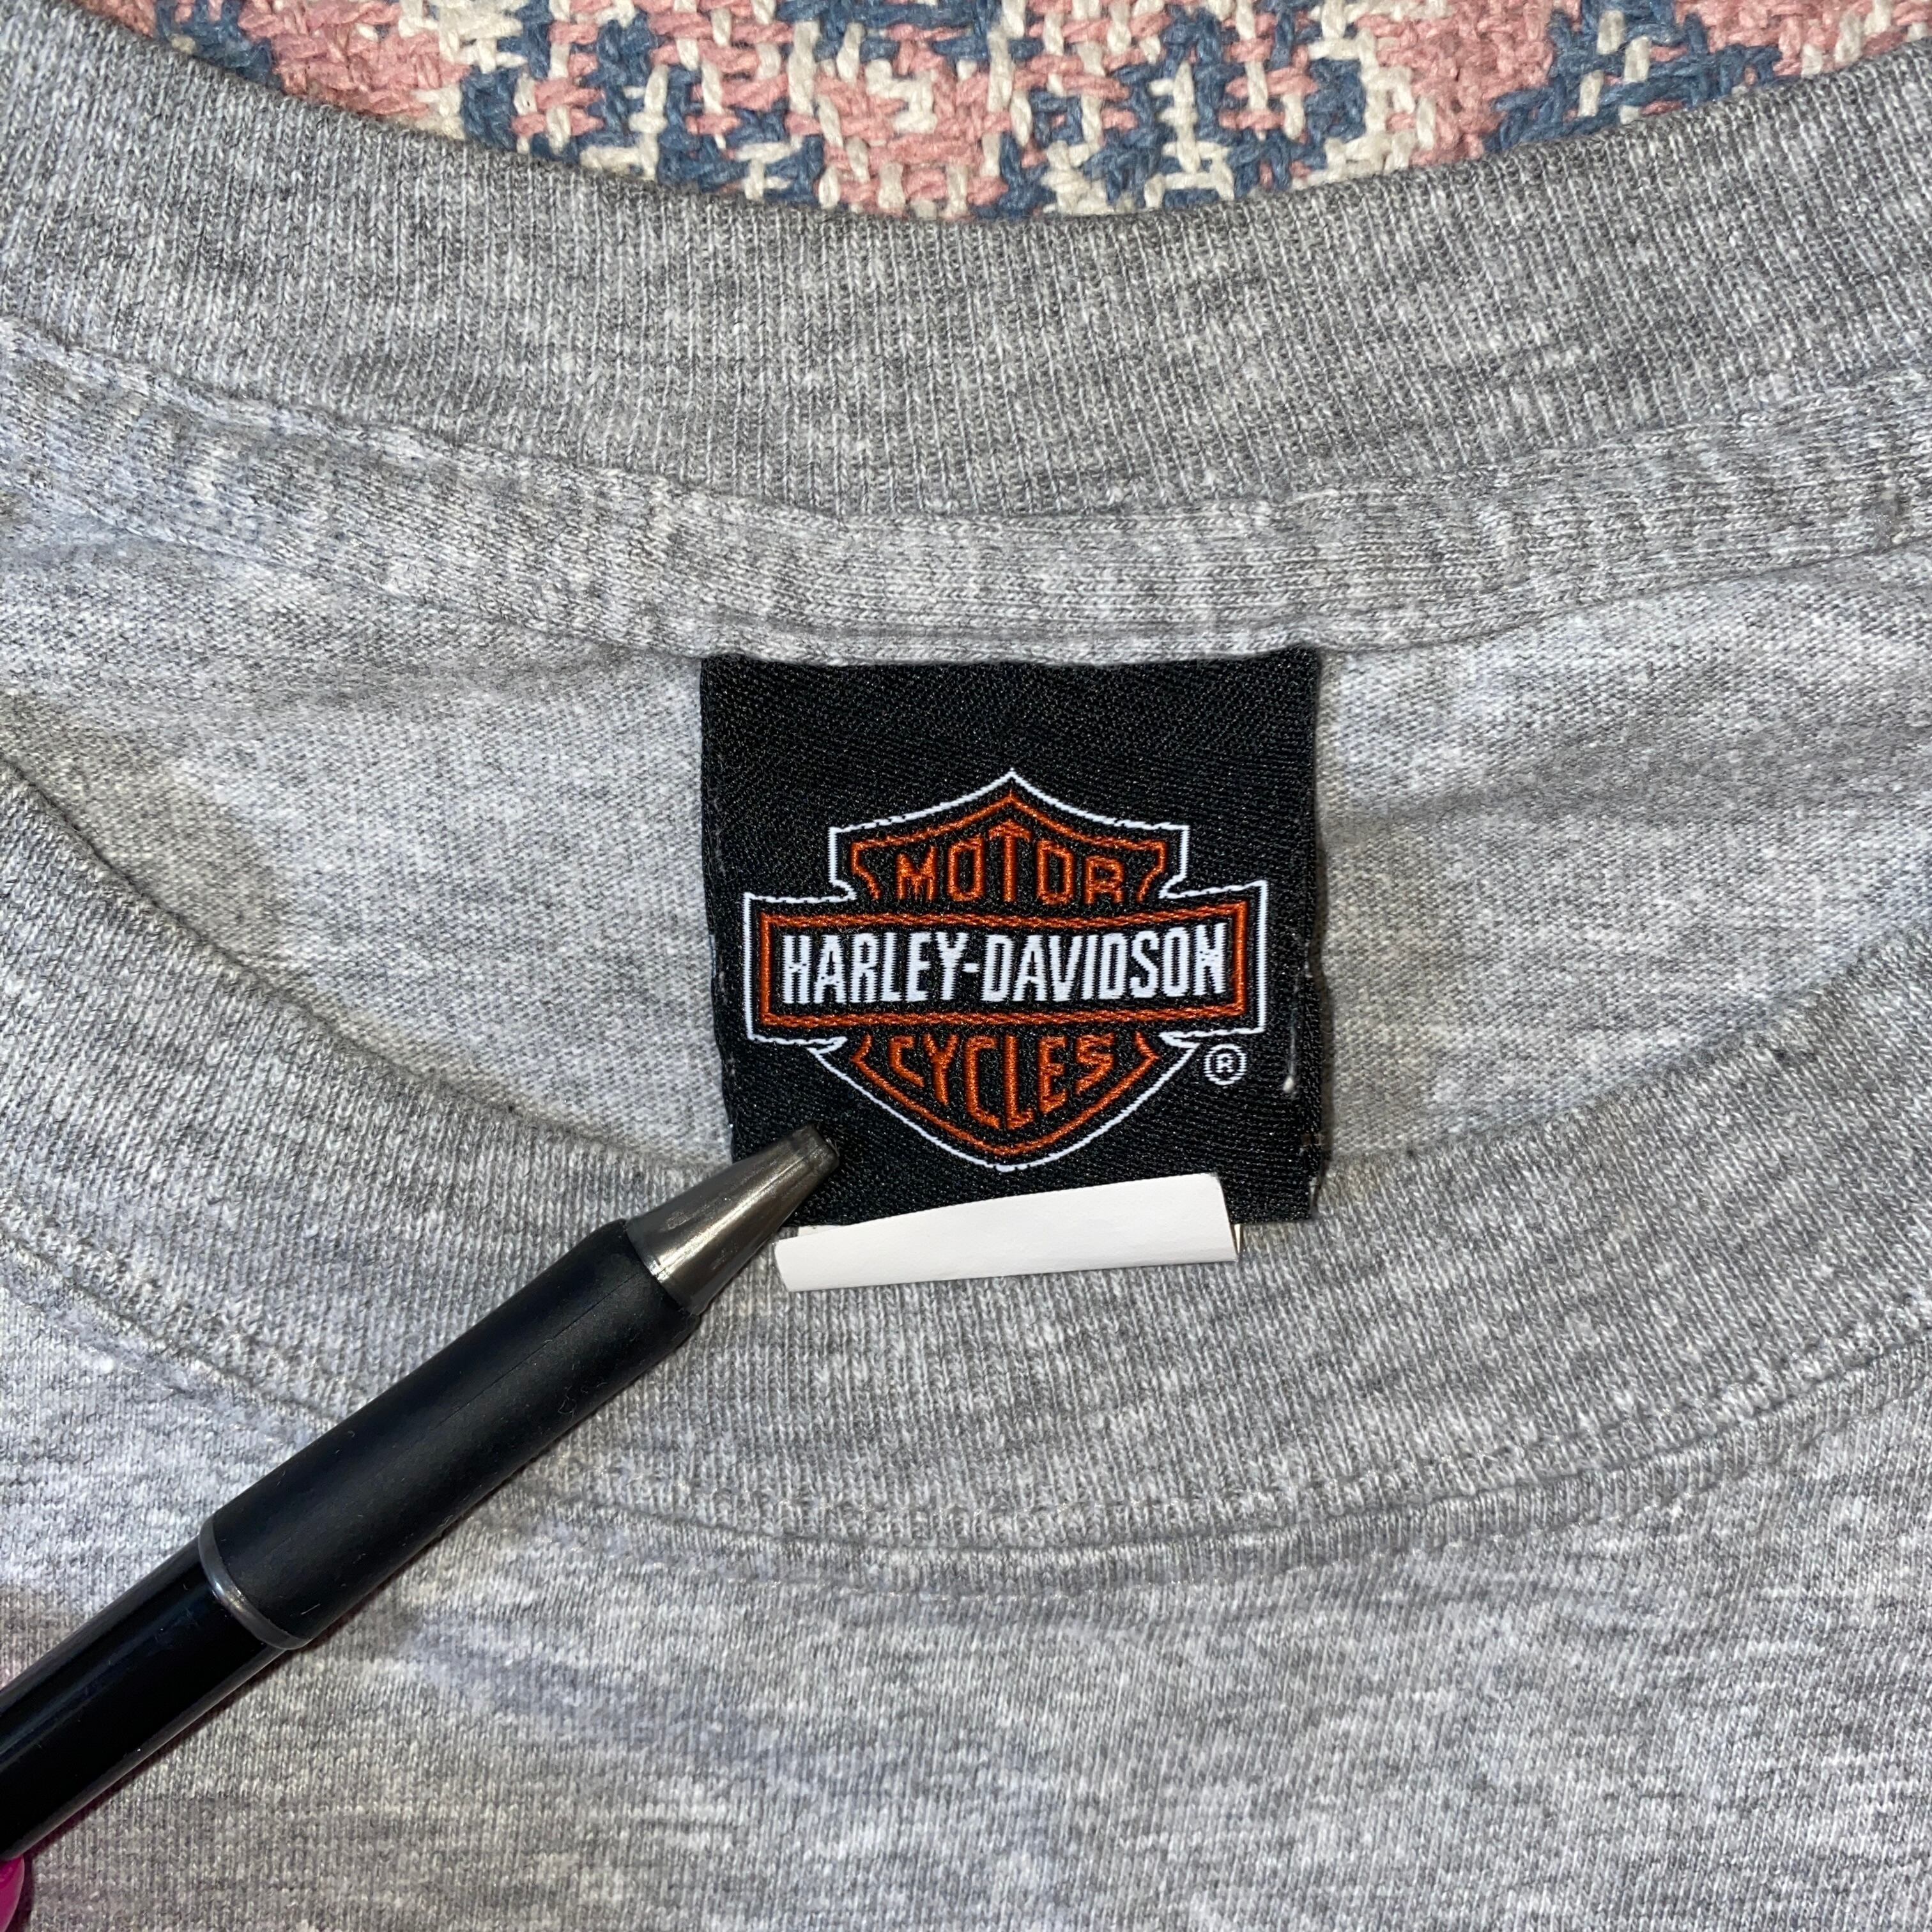 MOTOR
HARLEY-DAVIDSON
CYCLES
®